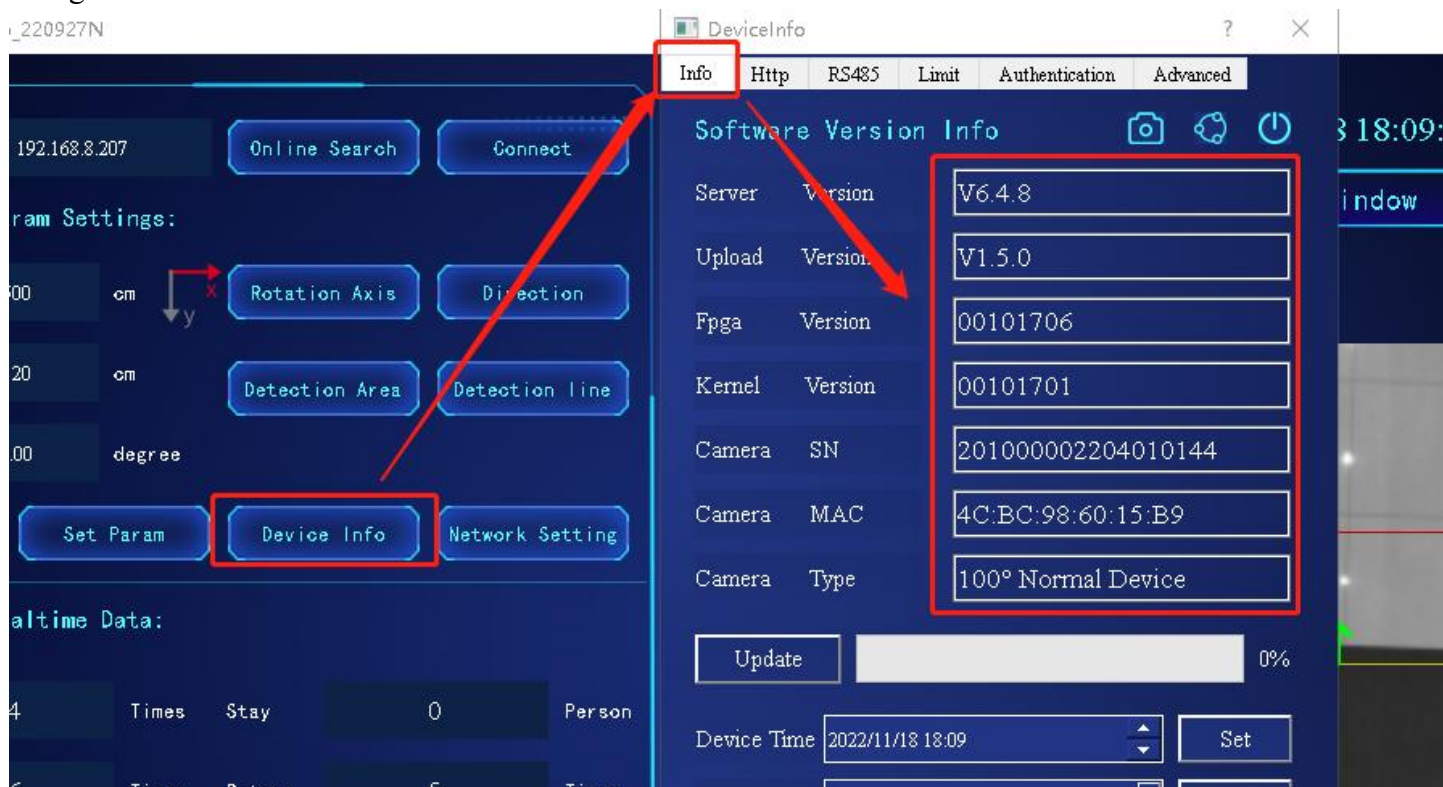 _220927N
DeviceInfo ? ×
Info Http RS485 Limit Authentication Advanced
192.168.8.207 Online Search Connect
Software Version Info
18:09:
ram Settings:
Server Version V6.4.8
indow
Upload Version V1.5.0
cm x y Rotation Axis Direction
Fpga Version 00101706
20 cm Detection Area Detection line
Kernel Version 00101701
.00 degree
Camera SN 2010000002204010144
Set Param Device Info Network Setting
Camera MAC 4C:BC:98:60:15:B9
Camera Type 100° Normal Device
altime Data:
Update 0%
4 Times Stay 0 Person
Device Time 2022/11/18 18:09 Set